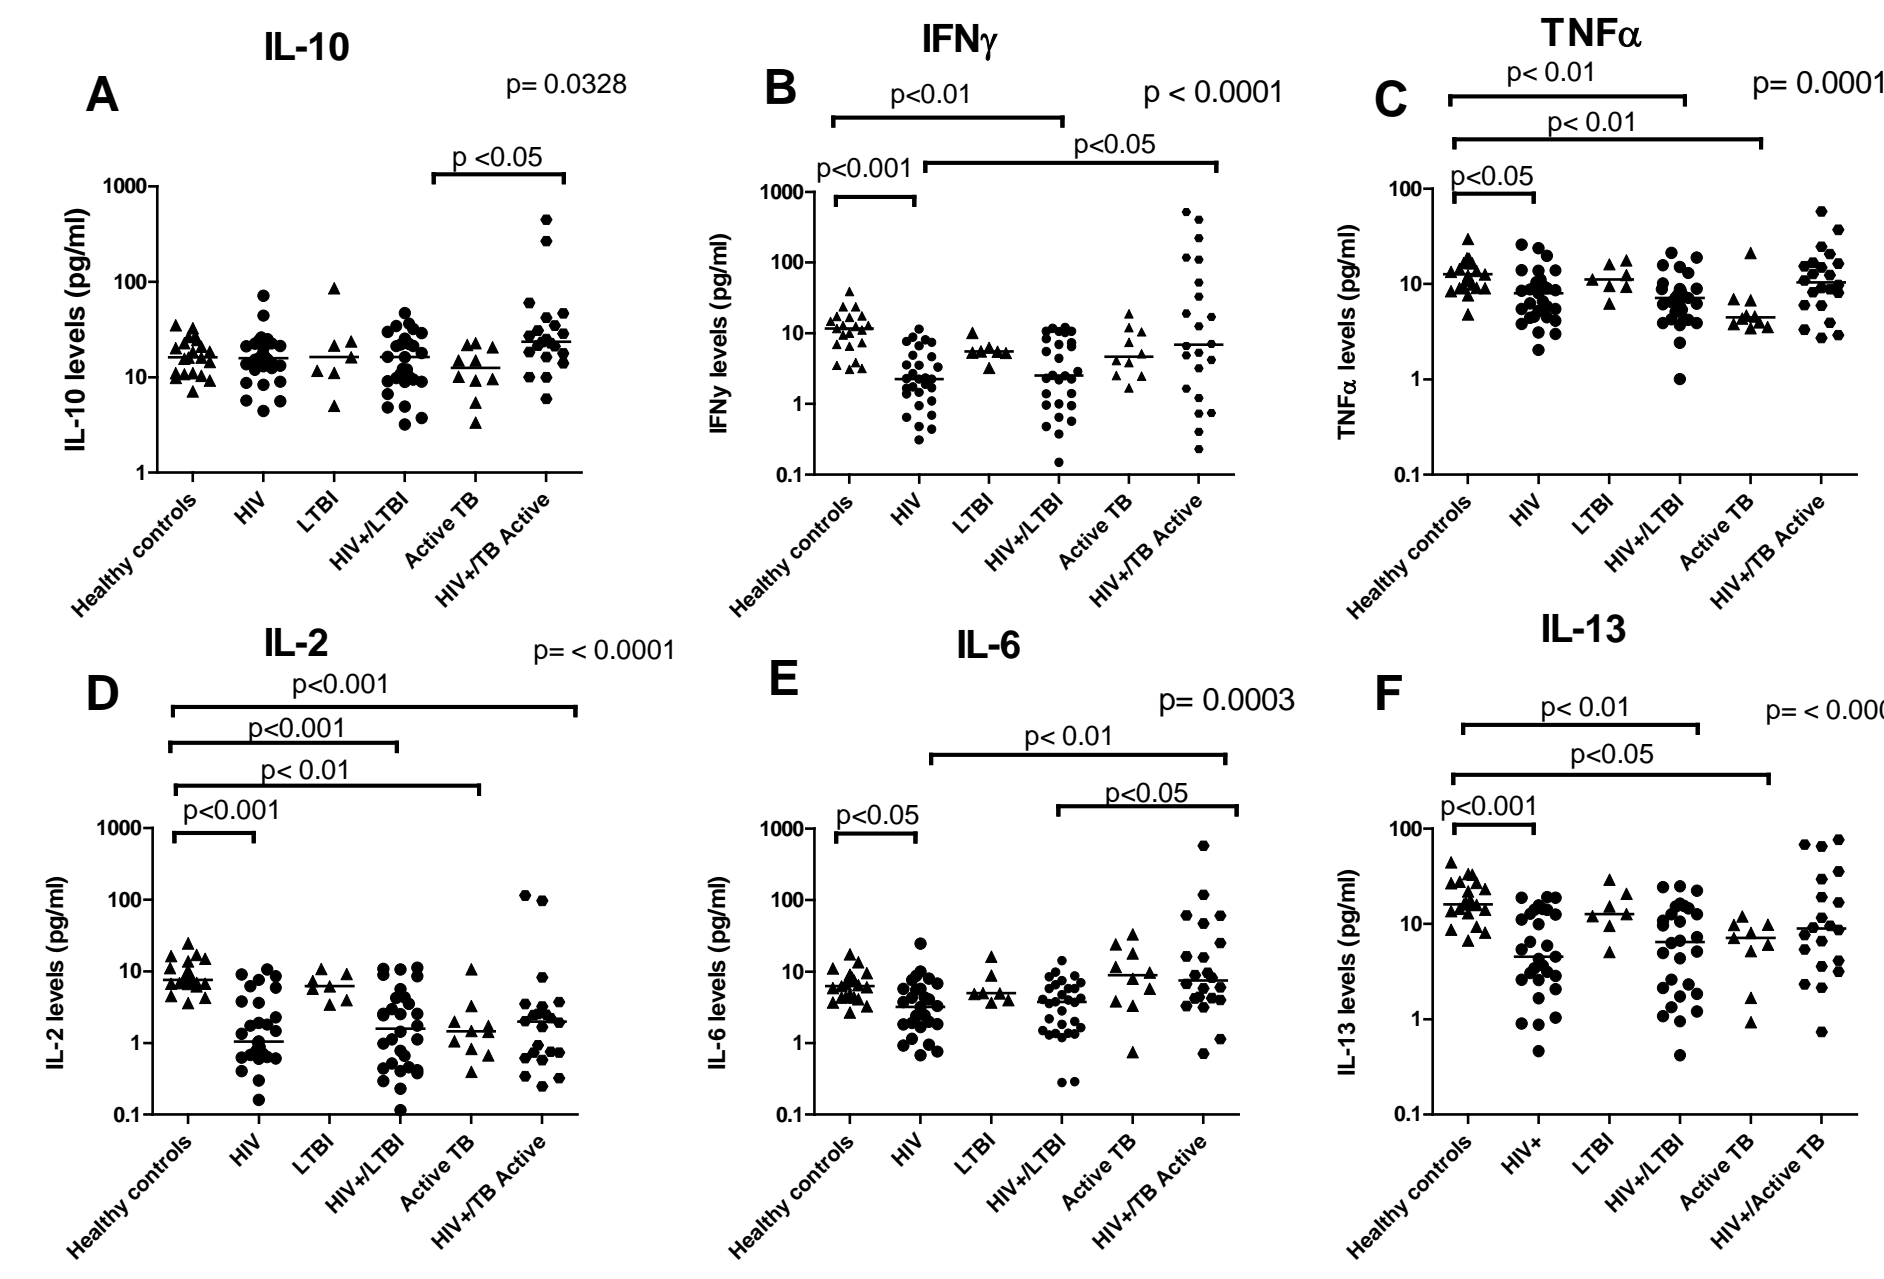 IL-10
A
p= 0.0328
p <0.05
IL-10 levels (pg/ml)
1000
100
10
1
Healthy controls
HIV
LTBI
HIV+/LTBI
Active TB
HIV+/TB Active
IFNγ
B
p<0.01
p < 0.0001
p<0.05
p<0.001
IFNy levels (pg/ml)
1000
100
10
1
0.1
Healthy controls
HIV
LTBI
HIV+/LTBI
Active TB
HIV+/TB Active
TNFα
C
p< 0.01
p= 0.0001
p< 0.01
p<0.05
TNFα levels (pg/ml)
100
10
1
0.1
Healthy controls
HIV
LTBI
HIV+/LTBI
Active TB
HIV+/TB Active
IL-2
D
p= < 0.0001
p<0.001
p<0.001
p< 0.01
p<0.001
IL-2 levels (pg/ml)
1000
100
10
1
0.1
Healthy controls
HIV
LTBI
HIV+/LTBI
Active TB
HIV+/TB Active
IL-6
E
p= 0.0003
p< 0.01
p<0.05
p<0.05
IL-6 levels (pg/ml)
1000
100
10
1
0.1
Healthy controls
HIV
LTBI
HIV+/LTBI
Active TB
HIV+/TB Active
IL-13
F
p< 0.01
p= < 0.000
p<0.05
p<0.001
IL-13 levels (pg/ml)
100
10
1
0.1
Healthy controls
HIV+
LTBI
HIV+/LTBI
Active TB
HIV+/Active TB